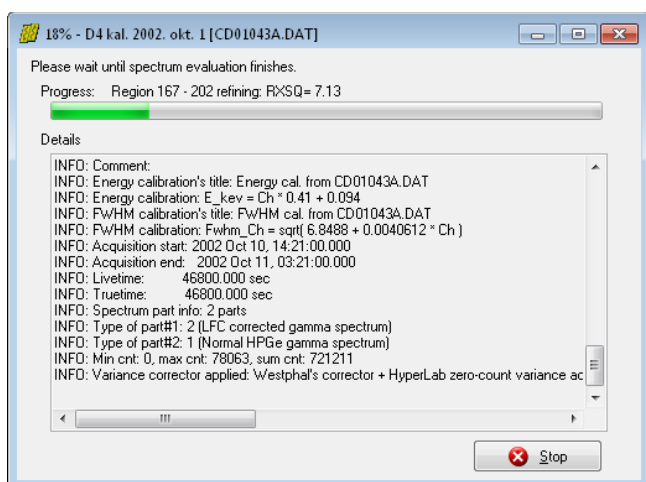 18% - D4 kal. 2002. okt. 1 [CD01043A.DAT]
Please wait until spectrum evaluation finishes.
Progress: Region 167 - 202 refining: RXSQ= 7.13
Details
INFO: Comment:
INFO: Energy calibration's title: Energy cal. from CD01043A.DAT
INFO: Energy calibration: E_kev = Ch * 0.41 + 0.094
INFO: FWHM calibration's title: FWHM cal. from CD01043A.DAT
INFO: FWHM calibration: Fwhm_Ch = sqrt( 6.8488 + 0.0040612 * Ch )
INFO: Acquisition start: 2002 Oct 10, 14:21:00.000
INFO: Acquisition end: 2002 Oct 11, 03:21:00.000
INFO: Livetime: 46800.000 sec
INFO: Truetime: 46800.000 sec
INFO: Spectrum part info: 2 parts
INFO: Type of part#1: 2 (LFC corrected gamma spectrum)
INFO: Type of part#2: 1 (Normal HPGe gamma spectrum)
INFO: Min cnt: 0, max cnt: 78063, sum cnt: 721211
INFO: Variance corrector applied: Westphal's corrector + HyperLab zero-count variance ac
Stop